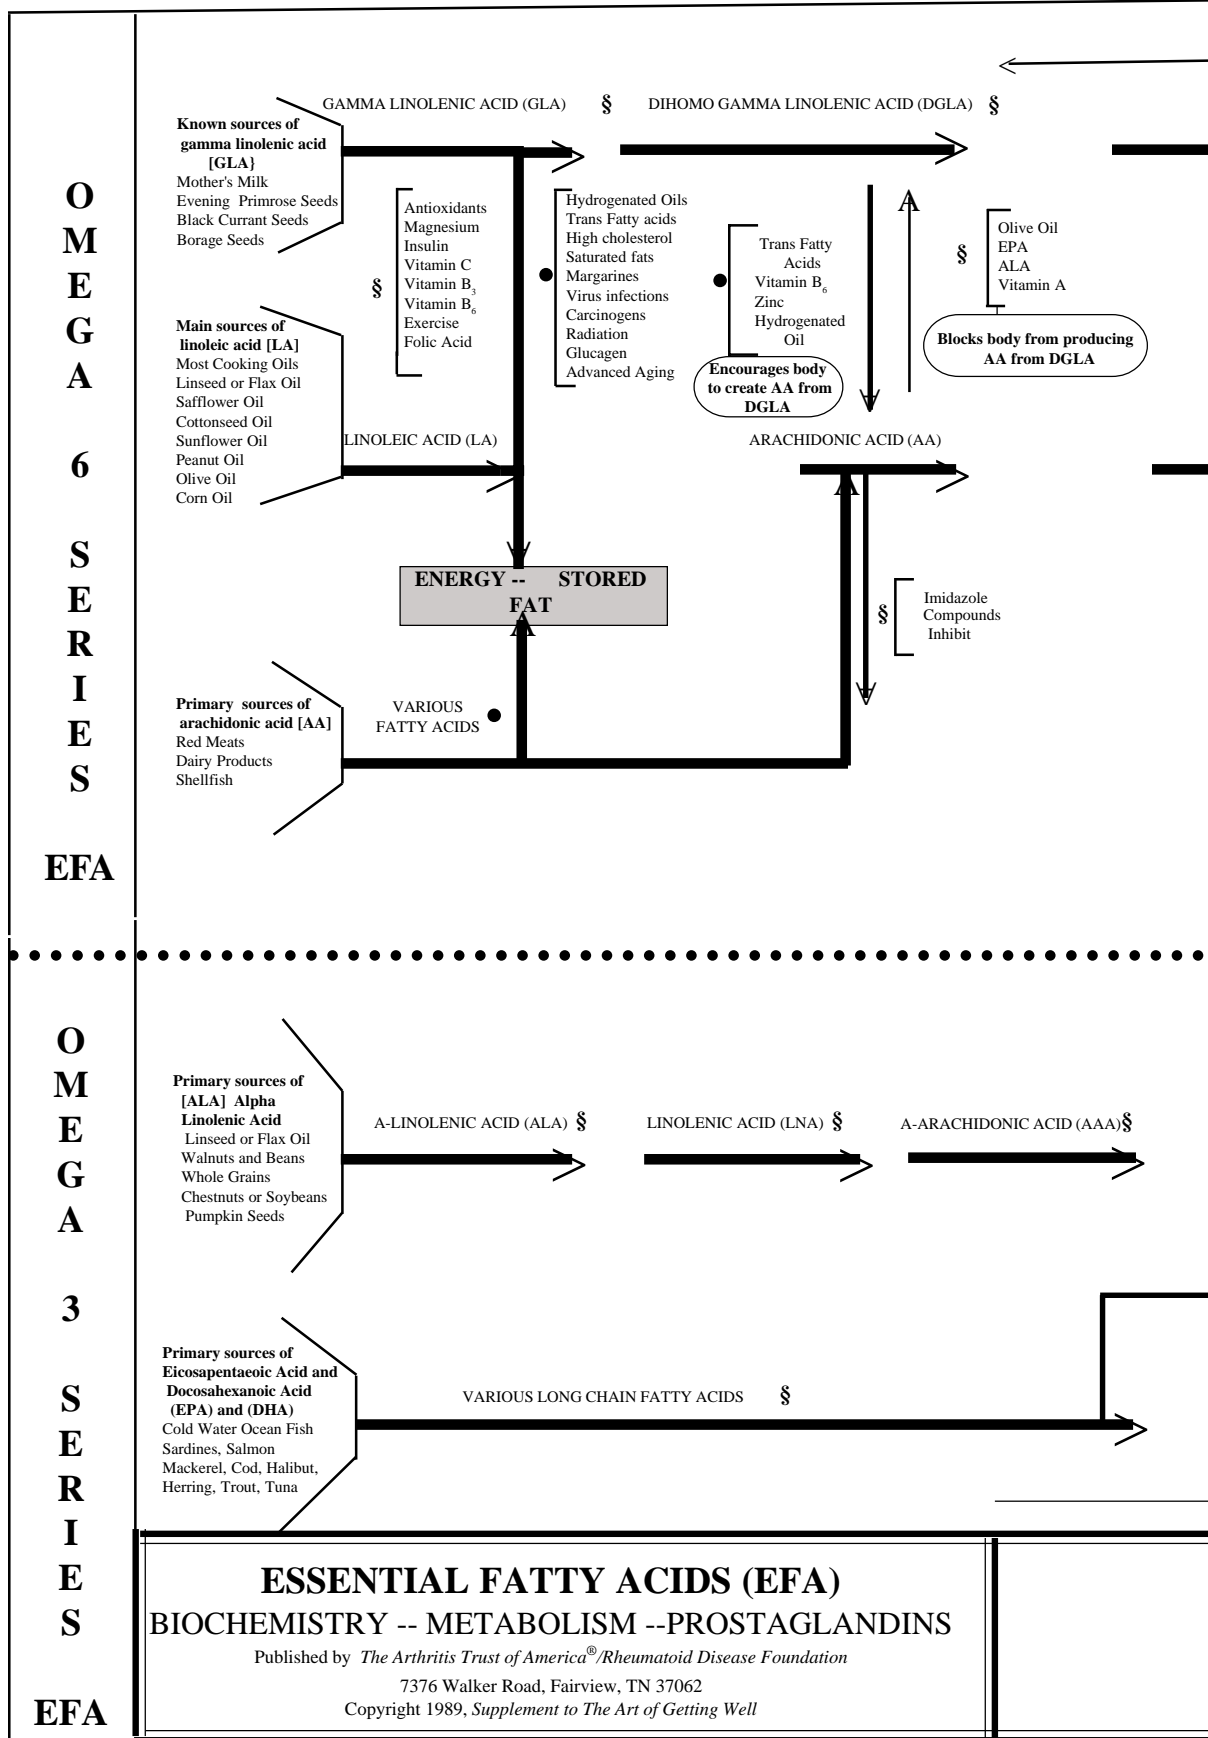 O
M
E
G
A
6
S
E
R
I
E
S
EFA
GAMMA LINOLENIC ACID (GLA) §
DIHOMO GAMMA LINOLENIC ACID (DGLA) §
Known sources of
gamma linolenic acid
[GLA}
Mother's Milk
Evening Primrose Seeds
Black Currant Seeds
Borage Seeds
§
Antioxidants
Magnesium
Insulin
Vitamin C
Vitamin B3
Vitamin B6
Exercise
Folic Acid
Hydrogenated Oils
Trans Fatty acids
High cholesterol
Saturated fats
Margarines
Virus infections
Carcinogens
Radiation
Glucagen
Advanced Aging
Trans Fatty
Acids
Vitamin B6
Zinc
Hydrogenated
Oil
Encourages body
to create AA from
DGLA
§
Olive Oil
EPA
ALA
Vitamin A
Blocks body from producing
AA from DGLA
Main sources of
linoleic acid [LA]
Most Cooking Oils
Linseed or Flax Oil
Safflower Oil
Cottonseed Oil
Sunflower Oil
Peanut Oil
Olive Oil
Corn Oil
LINOLEIC ACID (LA)
ARACHIDONIC ACID (AA)
ENERGY -- STORED
FAT
§
Imidazole
Compounds
Inhibit
Primary sources of
arachidonic acid [AA]
Red Meats
Dairy Products
Shellfish
VARIOUS
FATTY ACIDS
O
M
E
G
A
3
S
E
R
I
E
S
EFA
Primary sources of
[ALA] Alpha
Linolenic Acid
Linseed or Flax Oil
Walnuts and Beans
Whole Grains
Chestnuts or Soybeans
Pumpkin Seeds
A-LINOLENIC ACID (ALA) §
LINOLENIC ACID (LNA) §
A-ARACHIDONIC ACID (AAA) §
Primary sources of
Eicosapentaeoic Acid and
Docosahexanoic Acid
(EPA) and (DHA)
Cold Water Ocean Fish
Sardines, Salmon
Mackerel, Cod, Halibut,
Herring, Trout, Tuna
VARIOUS LONG CHAIN FATTY ACIDS §
ESSENTIAL FATTY ACIDS (EFA)
BIOCHEMISTRY -- METABOLISM --PROSTAGLANDINS
Published by The Arthritis Trust of America®/Rheumatoid Disease Foundation
7376 Walker Road, Fairview, TN 37062
Copyright 1989, Supplement to The Art of Getting Well